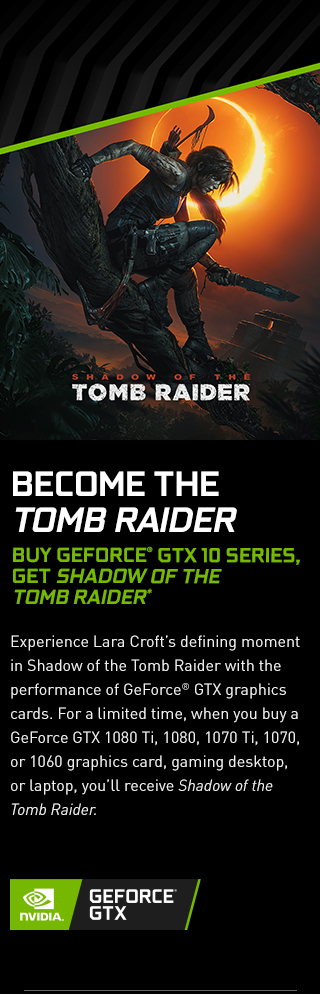 SHADOW OF THE
TOMB RAIDER
BECOME THE
TOMB RAIDER
BUY GEFORCE® GTX 10 SERIES,
GET SHADOW OF THE
TOMB RAIDER*
Experience Lara Croft's defining moment
in Shadow of the Tomb Raider with the
performance of GeForce® GTX graphics
cards. For a limited time, when you buy a
GeForce GTX 1080 Ti, 1080, 1070 Ti, 1070,
or 1060 graphics card, gaming desktop,
or laptop, you'll receive Shadow of the
Tomb Raider.
NVIDIA.
GEFORCE®
GTX